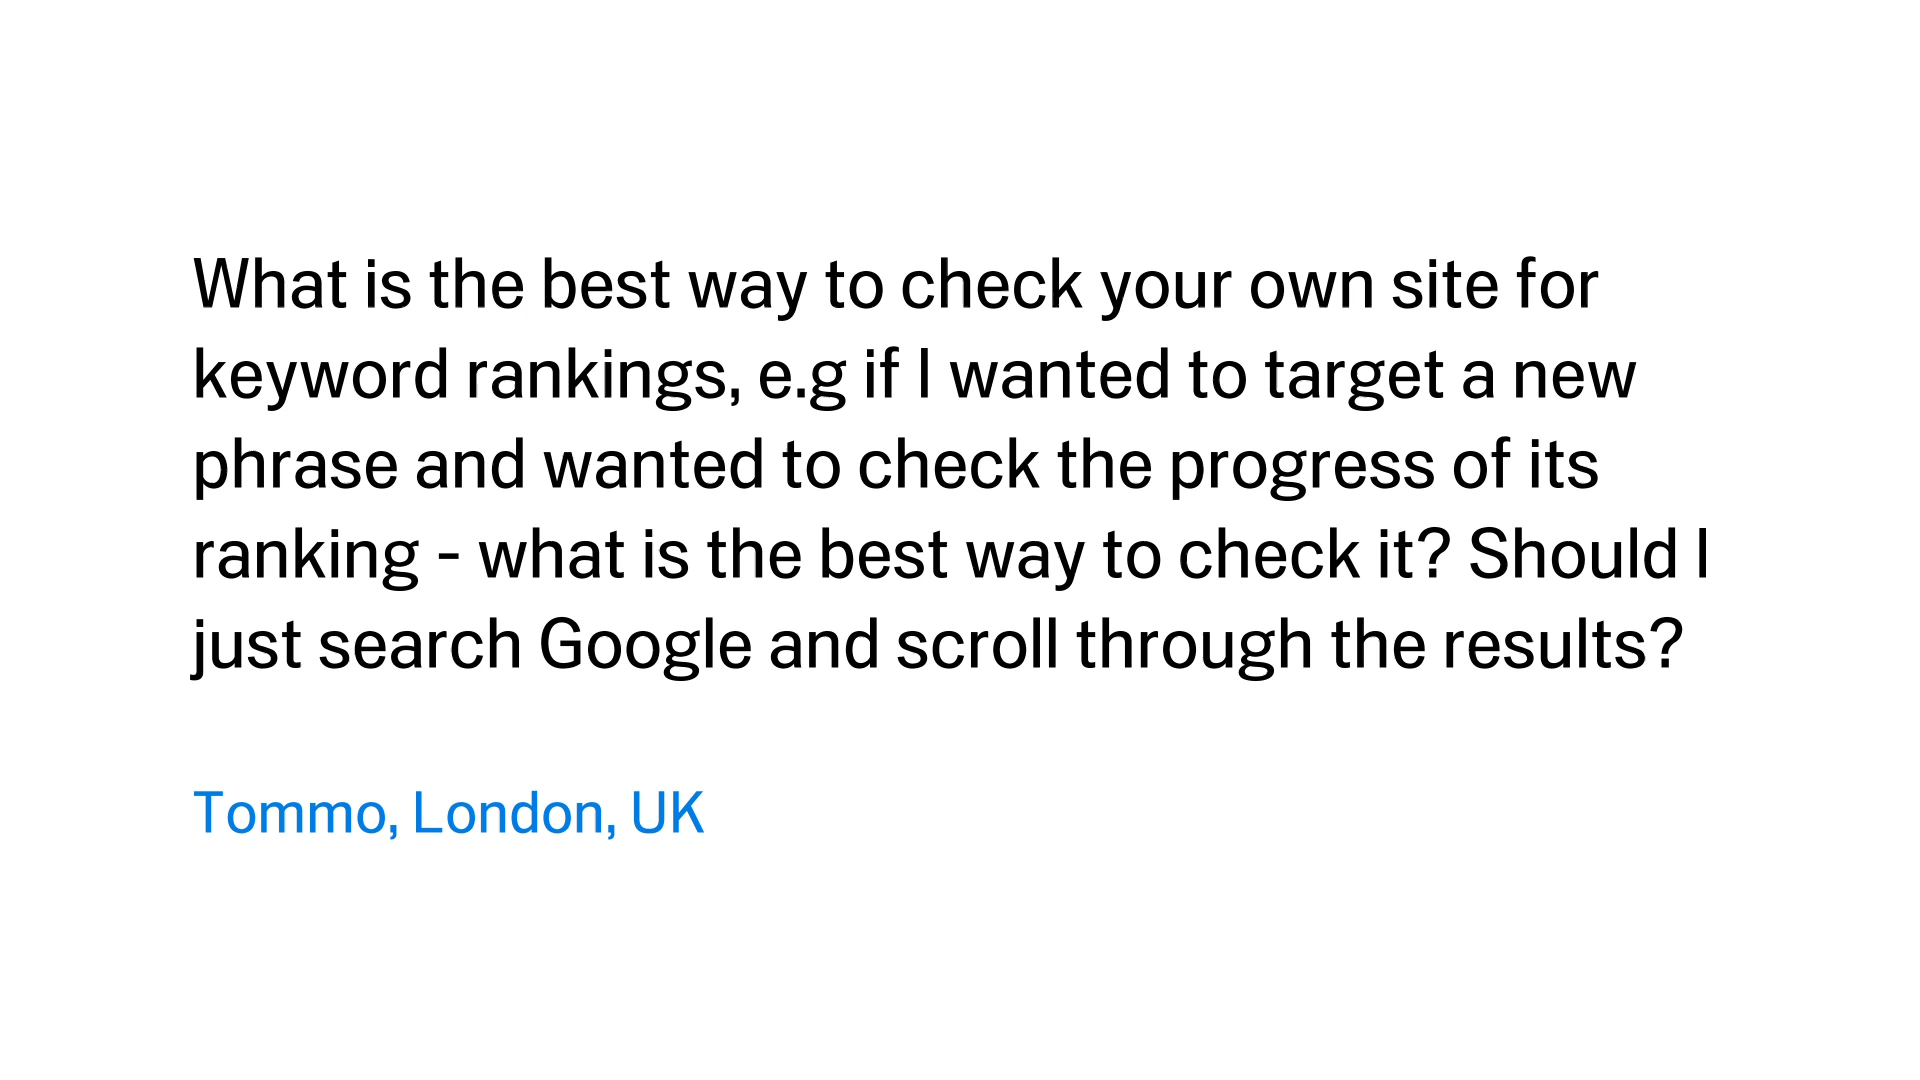 What is the best way to check your own site for
keyword rankings, e.g if I wanted to target a new
phrase and wanted to check the progress of its
ranking - what is the best way to check it? Should I
just search Google and scroll through the results?
Tommo, London, UK